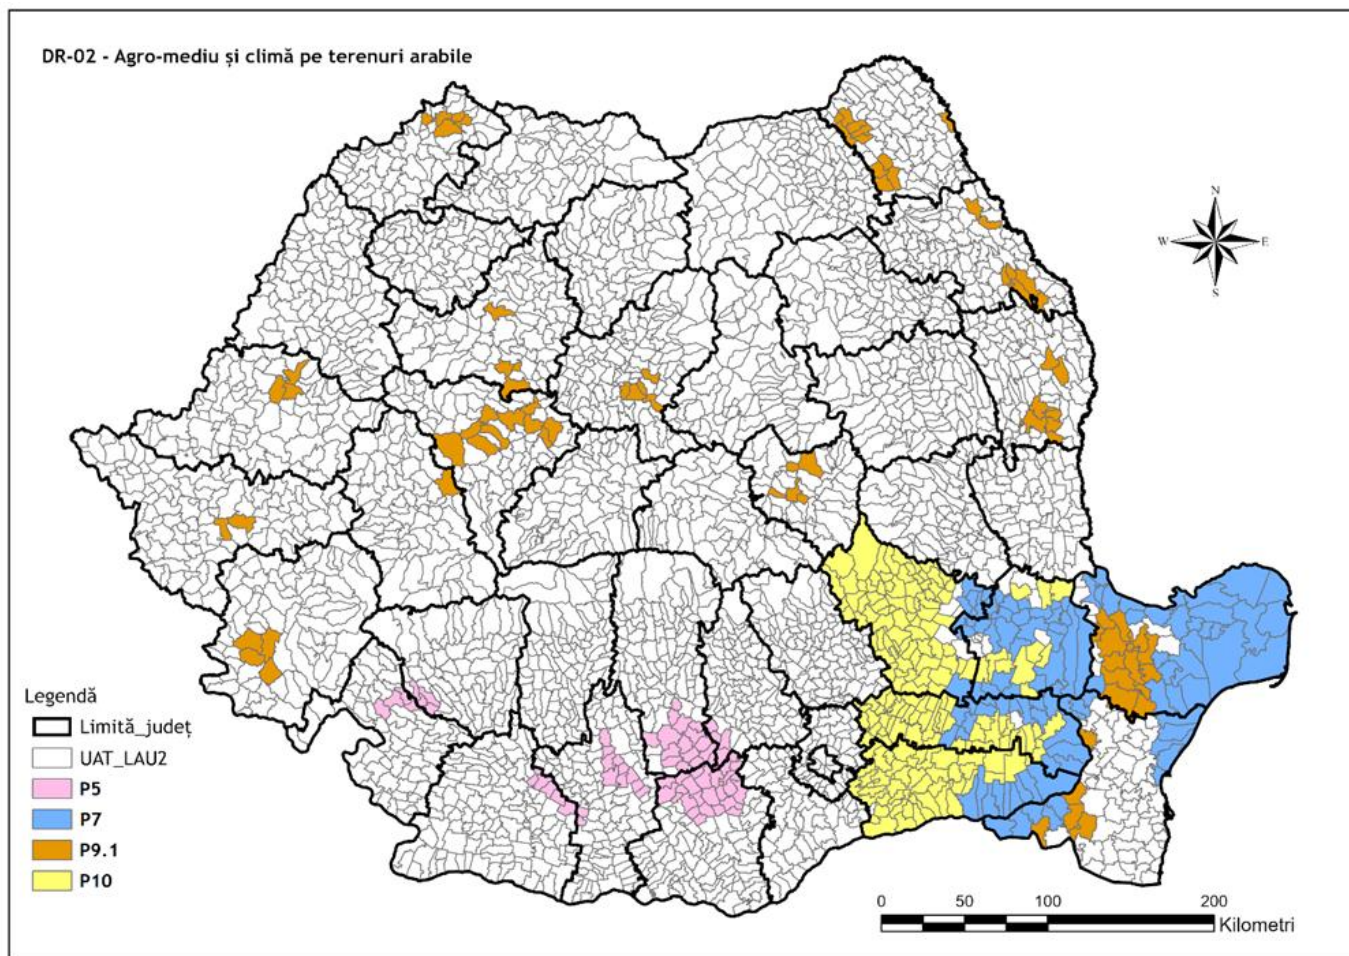 DR-02 - Agro-mediu și climă pe terenuri arabile
N
W
E
S
Legendă
Limită_județ
UAT_LAU2
P5
P7
P9.1
P10
0 50 100 200
Kilometri